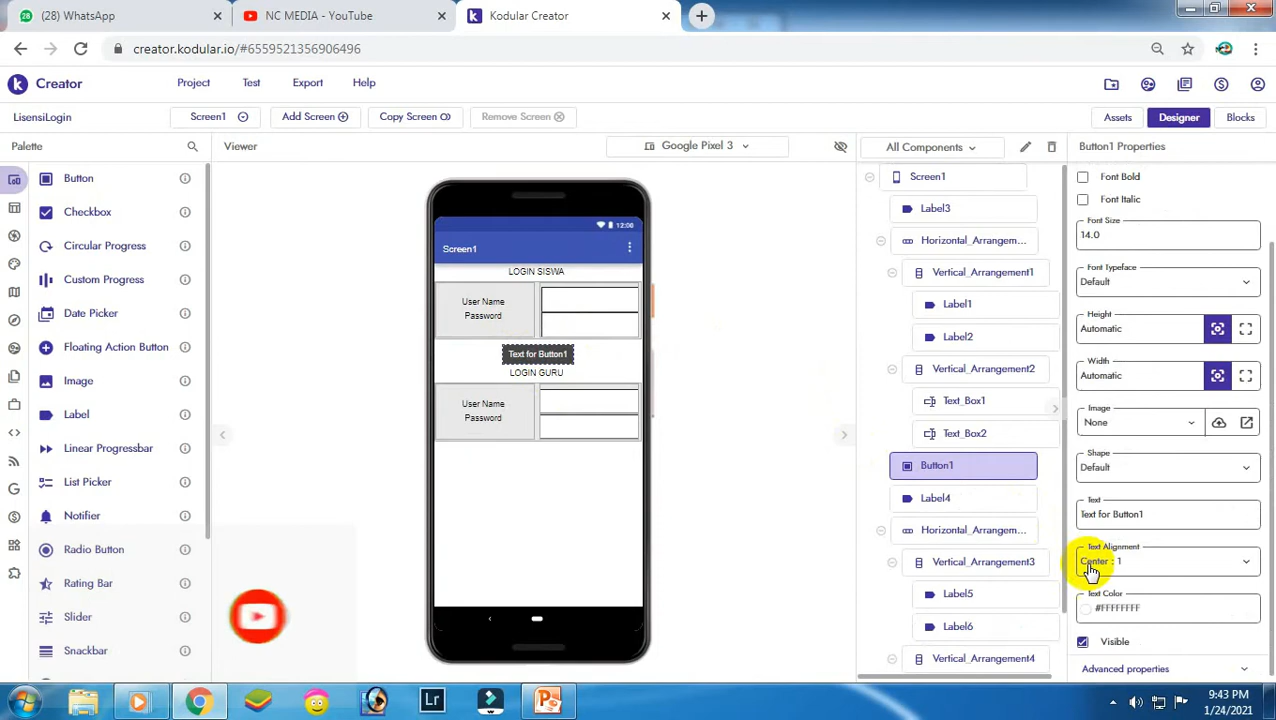 (28) WhatsApp
NC MEDIA - YouTube
Kodular Creator
creator.kodular.io/#6559521356906496
Creator
Project
Test
Export
Help
LisensiLogin
Screen1
Add Screen
Copy Screen
Remove Screen
Assets
Designer
Blocks
Palette
Viewer
Google Pixel 3
All Components
Button1 Properties
Button
Checkbox
Circular Progress
Custom Progress
Date Picker
Floating Action Button
Image
Label
Linear Progressbar
List Picker
Notifier
Radio Button
Rating Bar
Slider
Snackbar
12:00
Screen1
LOGIN SISWA
User Name
Password
Text for Button1
LOGIN GURU
User Name
Password
Screen1
Label3
Horizontal_Arrangem...
Vertical_Arrangement1
Label1
Label2
Vertical_Arrangement2
Text_Box1
Text_Box2
Button1
Label4
Horizontal_Arrangem...
Vertical_Arrangement3
Label5
Label6
Vertical_Arrangement4
Font Bold
Font Italic
Font Size
14.0
Font Typeface
Default
Height
Automatic
Width
Automatic
Image
None
Shape
Default
Text
Text for Button1
Text Alignment
Center : 1
Text Color
#FFFFFFFF
Visible
Advanced properties
Lr
9:43 PM
1/24/2021